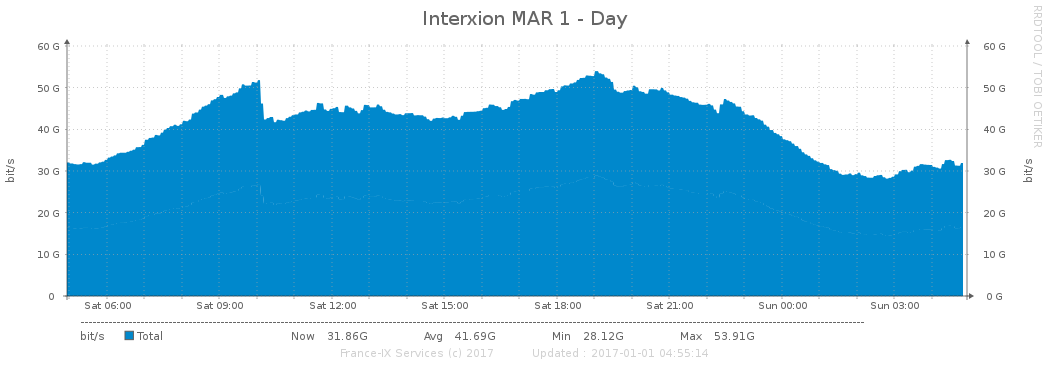 Interxion MAR 1 - Day
RRDTOOL / TOBI OETIKER
60 G 60 G
50 G 50 G
40 G 40 G
30 G 30 G
20 G 20 G
10 G 10 G
0 0 G
bit/s
bit/s
Sat 06:00 Sat 09:00 Sat 12:00 Sat 15:00 Sat 18:00 Sat 21:00 Sun 00:00 Sun 03:00
bit/s Total Now 31.86G Avg 41.69G Min 28.12G Max 53.91G
France-IX Services (c) 2017 Updated : 2017-01-01 04:55:14